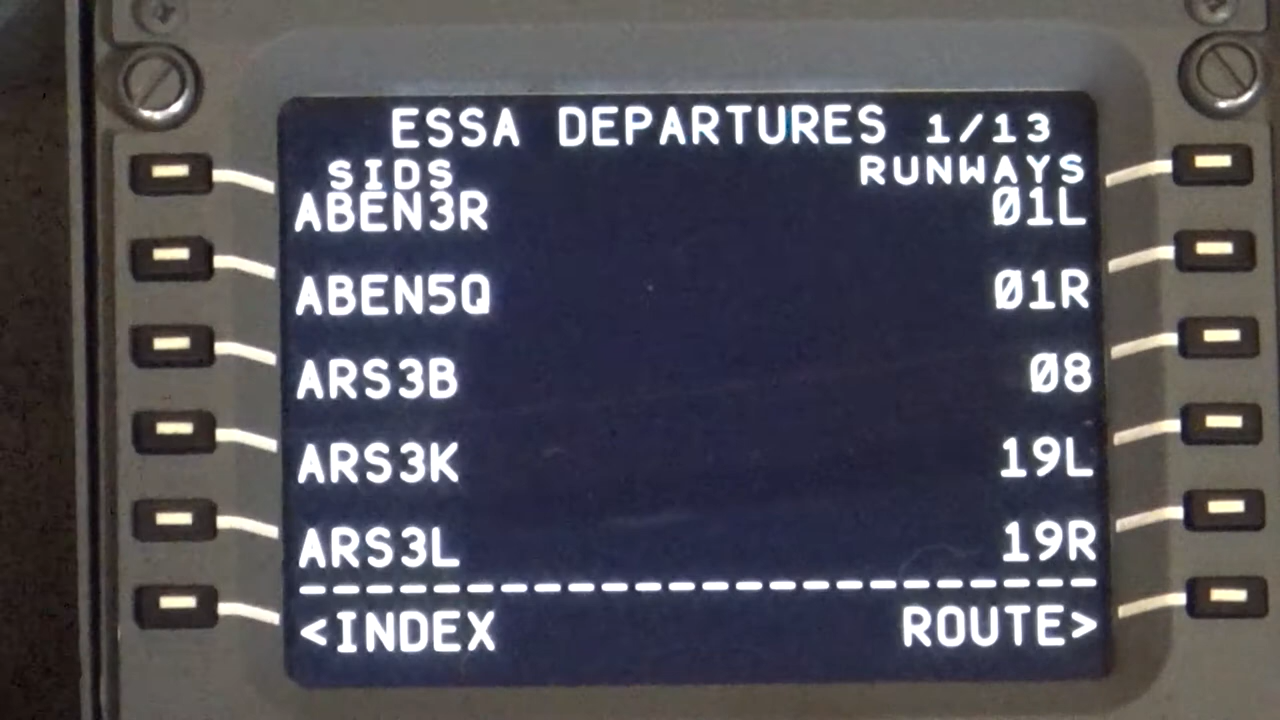 ESSA DEPARTURES 1/13
SIDS RUNWAYS
ABEN3R 01L
ABEN5Q 01R
ARS3B 08
ARS3K 19L
ARS3L 19R
<INDEX ROUTE>